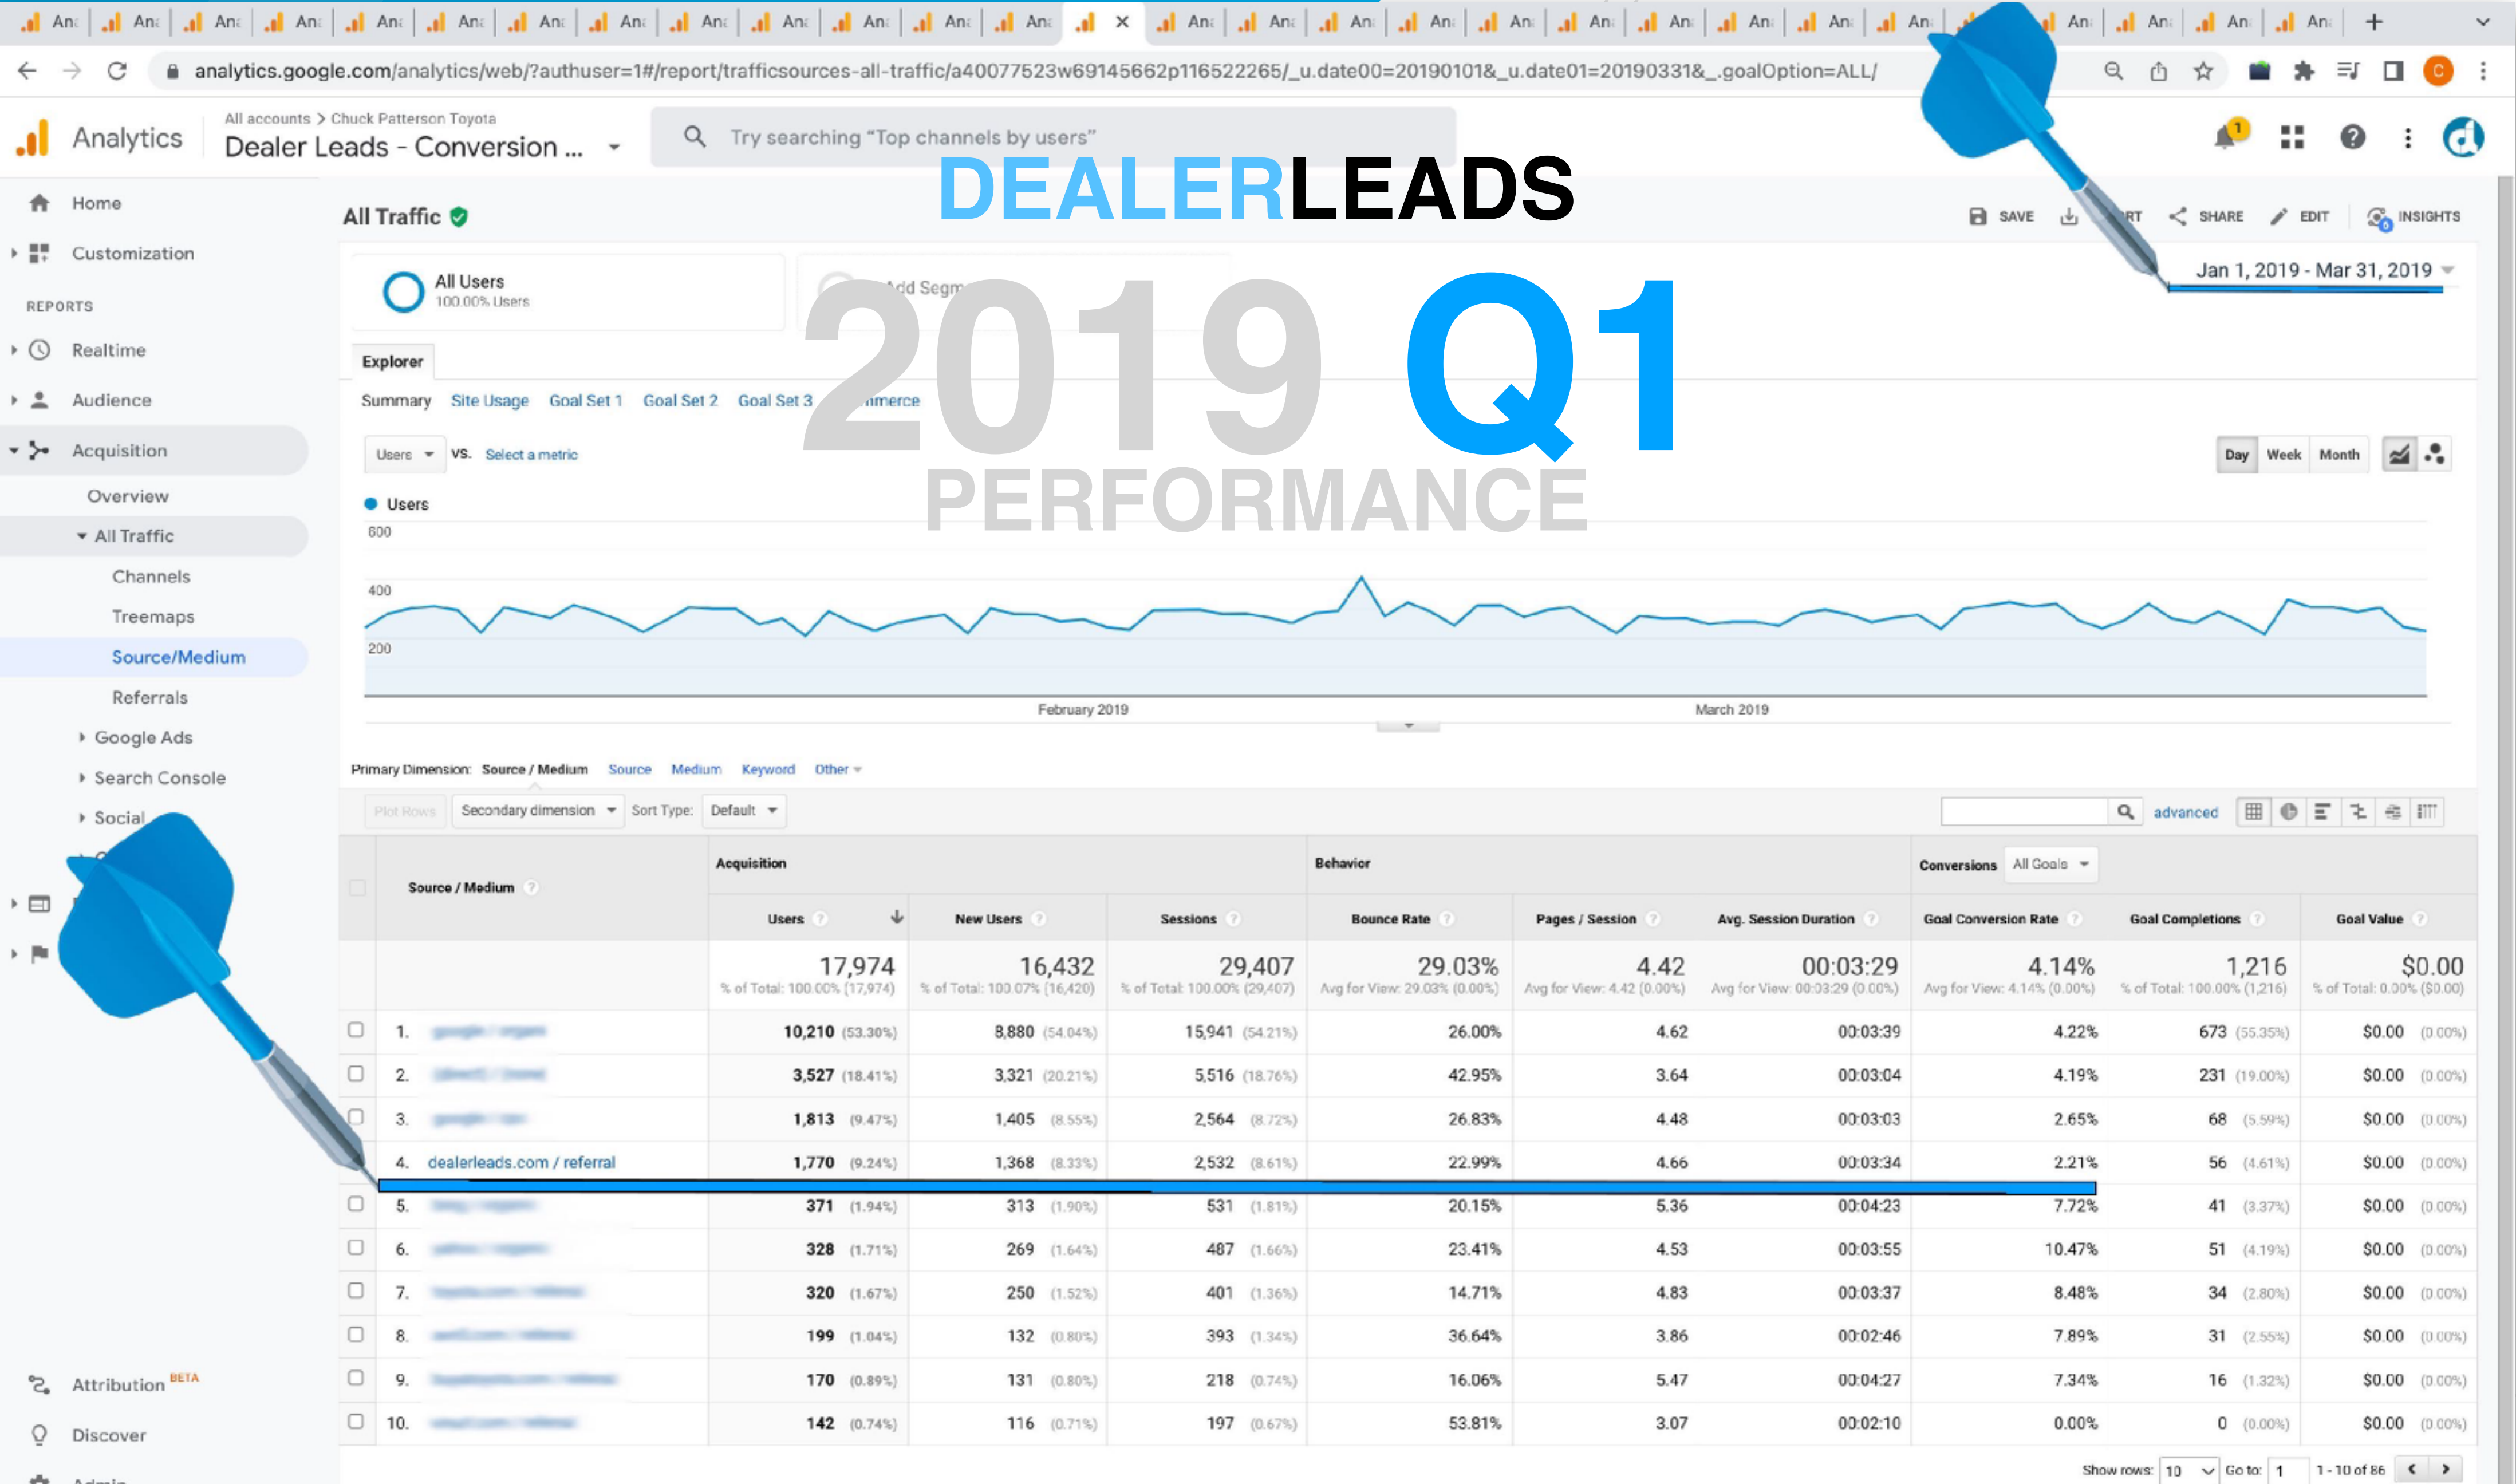 An
analytics.google.com/analytics/web/?authuser=1#/report/trafficsources-all-traffic/a40077523w69145662p116522265/_u.date00=20190101&_u.date01=20190331&_.goalOption=ALL/
C
Analytics
All accounts > Chuck Patterson Toyota
Dealer Leads - Conversion ...
Try searching “Top channels by users”
1
DEALERLEADS
2019 Q1
PERFORMANCE
Home
Customization
REPORTS
Realtime
Audience
Acquisition
Overview
All Traffic
Channels
Treemaps
Source/Medium
Referrals
Google Ads
Search Console
Social
Attribution BETA
Discover
All Traffic
SAVE
SHARE
EDIT
INSIGHTS
All Users
100.00% Users
Jan 1, 2019 - Mar 31, 2019
Explorer
Summary Site Usage Goal Set 1 Goal Set 2 Goal Set 3
Users VS. Select a metric
Day Week Month
Users
600
400
200
February 2019 March 2019
Primary Dimension: Source / Medium Source Medium Keyword Other
Plot Rows Secondary dimension Sort Type: Default
advanced
Source / Medium Acquisition Behavior Conversions All Goals
Users New Users Sessions Bounce Rate Pages / Session Avg. Session Duration Goal Conversion Rate Goal Completions Goal Value
17,974 16,432 29,407 29.03% 4.42 00:03:29 4.14% 1,216 $0.00
% of Total: 100.00% (17,974) % of Total: 100.07% (16,420) % of Total: 100.00% (29,407) Avg for View: 29.03% (0.00%) Avg for View: 4.42 (0.00%) Avg for View: 00:03:29 (0.00%) Avg for View: 4.14% (0.00%) % of Total: 100.00% (1,216) % of Total: 0.00% ($0.00)
1. 10,210 (53.30%) 8,880 (54.04%) 15,941 (54.21%) 26.00% 4.62 00:03:39 4.22% 673 (55.35%) $0.00 (0.00%)
2. 3,527 (18.41%) 3,321 (20.21%) 5,516 (18.76%) 42.95% 3.64 00:03:04 4.19% 231 (19.00%) $0.00 (0.00%)
3. 1,813 (9.47%) 1,405 (8.55%) 2,564 (8.72%) 26.83% 4.48 00:03:03 2.65% 68 (5.59%) $0.00 (0.00%)
4. dealerleads.com / referral 1,770 (9.24%) 1,368 (8.33%) 2,532 (8.61%) 22.99% 4.66 00:03:34 2.21% 56 (4.61%) $0.00 (0.00%)
5. 371 (1.94%) 313 (1.90%) 531 (1.81%) 20.15% 5.36 00:04:23 7.72% 41 (3.37%) $0.00 (0.00%)
6. 328 (1.71%) 269 (1.64%) 487 (1.66%) 23.41% 4.53 00:03:55 10.47% 51 (4.19%) $0.00 (0.00%)
7. 320 (1.67%) 250 (1.52%) 401 (1.36%) 14.71% 4.83 00:03:37 8.48% 34 (2.80%) $0.00 (0.00%)
8. 199 (1.04%) 132 (0.80%) 393 (1.34%) 36.64% 3.86 00:02:46 7.89% 31 (2.55%) $0.00 (0.00%)
9. 170 (0.89%) 131 (0.80%) 218 (0.74%) 16.06% 5.47 00:04:27 7.34% 16 (1.32%) $0.00 (0.00%)
10. 142 (0.74%) 116 (0.71%) 197 (0.67%) 53.81% 3.07 00:02:10 0.00% 0 (0.00%) $0.00 (0.00%)
Show rows: 10 Go to: 1 1 - 10 of 86